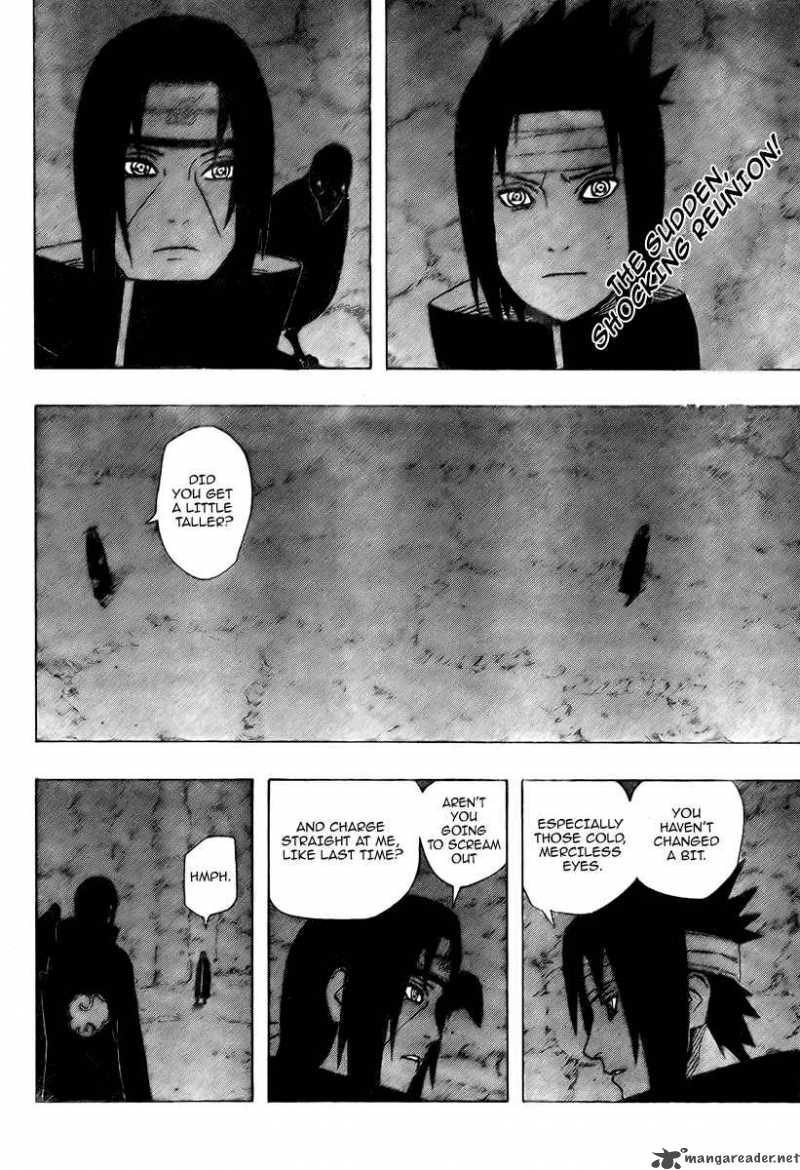 THE SUDDEN,
SHOCKING REUNION!
DID
YOU GET
A LITTLE
TALLER?
YOU
HAVEN'T
CHANGED
A BIT.
ESPECIALLY
THOSE COLD,
MERCILESS
EYES.
AREN'T
YOU
GOING
TO SCREAM
OUT
AND CHARGE
STRAIGHT AT ME,
LIKE LAST TIME?
HMPH.
mangareader.net